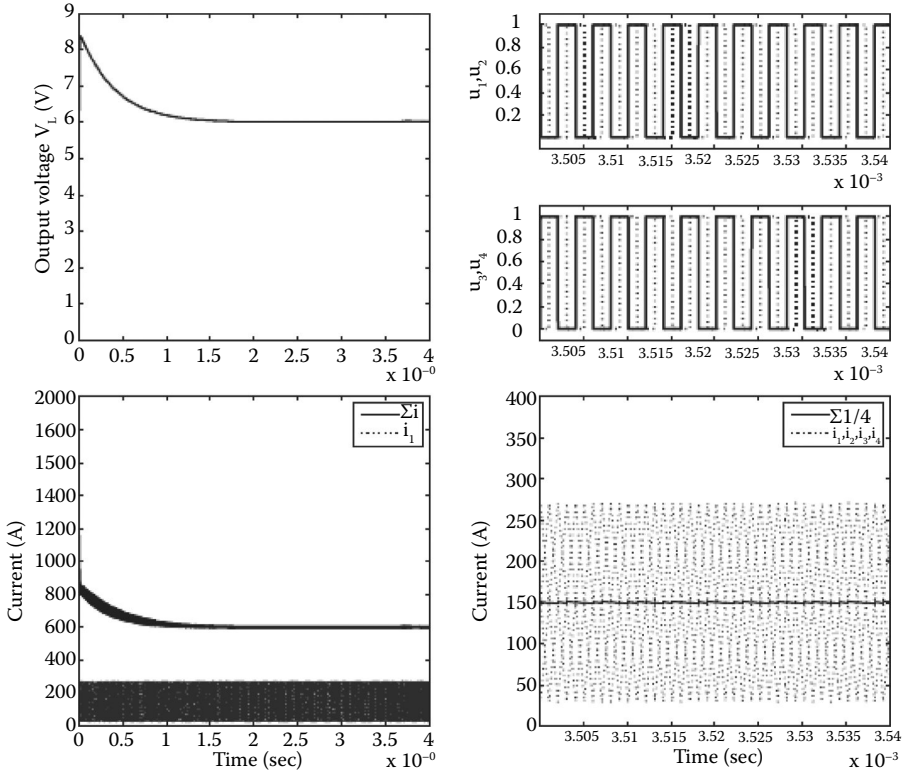 Output voltage V_L (V)
9
8
7
6
5
4
3
2
1
0
0 0.5 1 1.5 2 2.5 3 3.5 4
x 10^-0
u_1,u_2
1
0.8
0.6
0.4
0.2
3.505 3.51 3.515 3.52 3.525 3.53 3.535 3.54
x 10^-3
u_3,u_4
1
0.8
0.6
0.4
0.2
0
3.505 3.51 3.515 3.52 3.525 3.53 3.535 3.54
x 10^-3
Current (A)
2000
1600
1400
1200
1000
800
600
400
200
0
Σi
i_1
0 0.5 1 1.5 2 2.5 3 3.5 4
Time (sec)
x 10^-0
Current (A)
400
350
300
250
200
150
100
50
0
Σ1/4
i_1,i_2,i_3,i_4
3.505 3.51 3.515 3.52 3.525 3.53 3.535 3.54
Time (sec)
x 10^-3